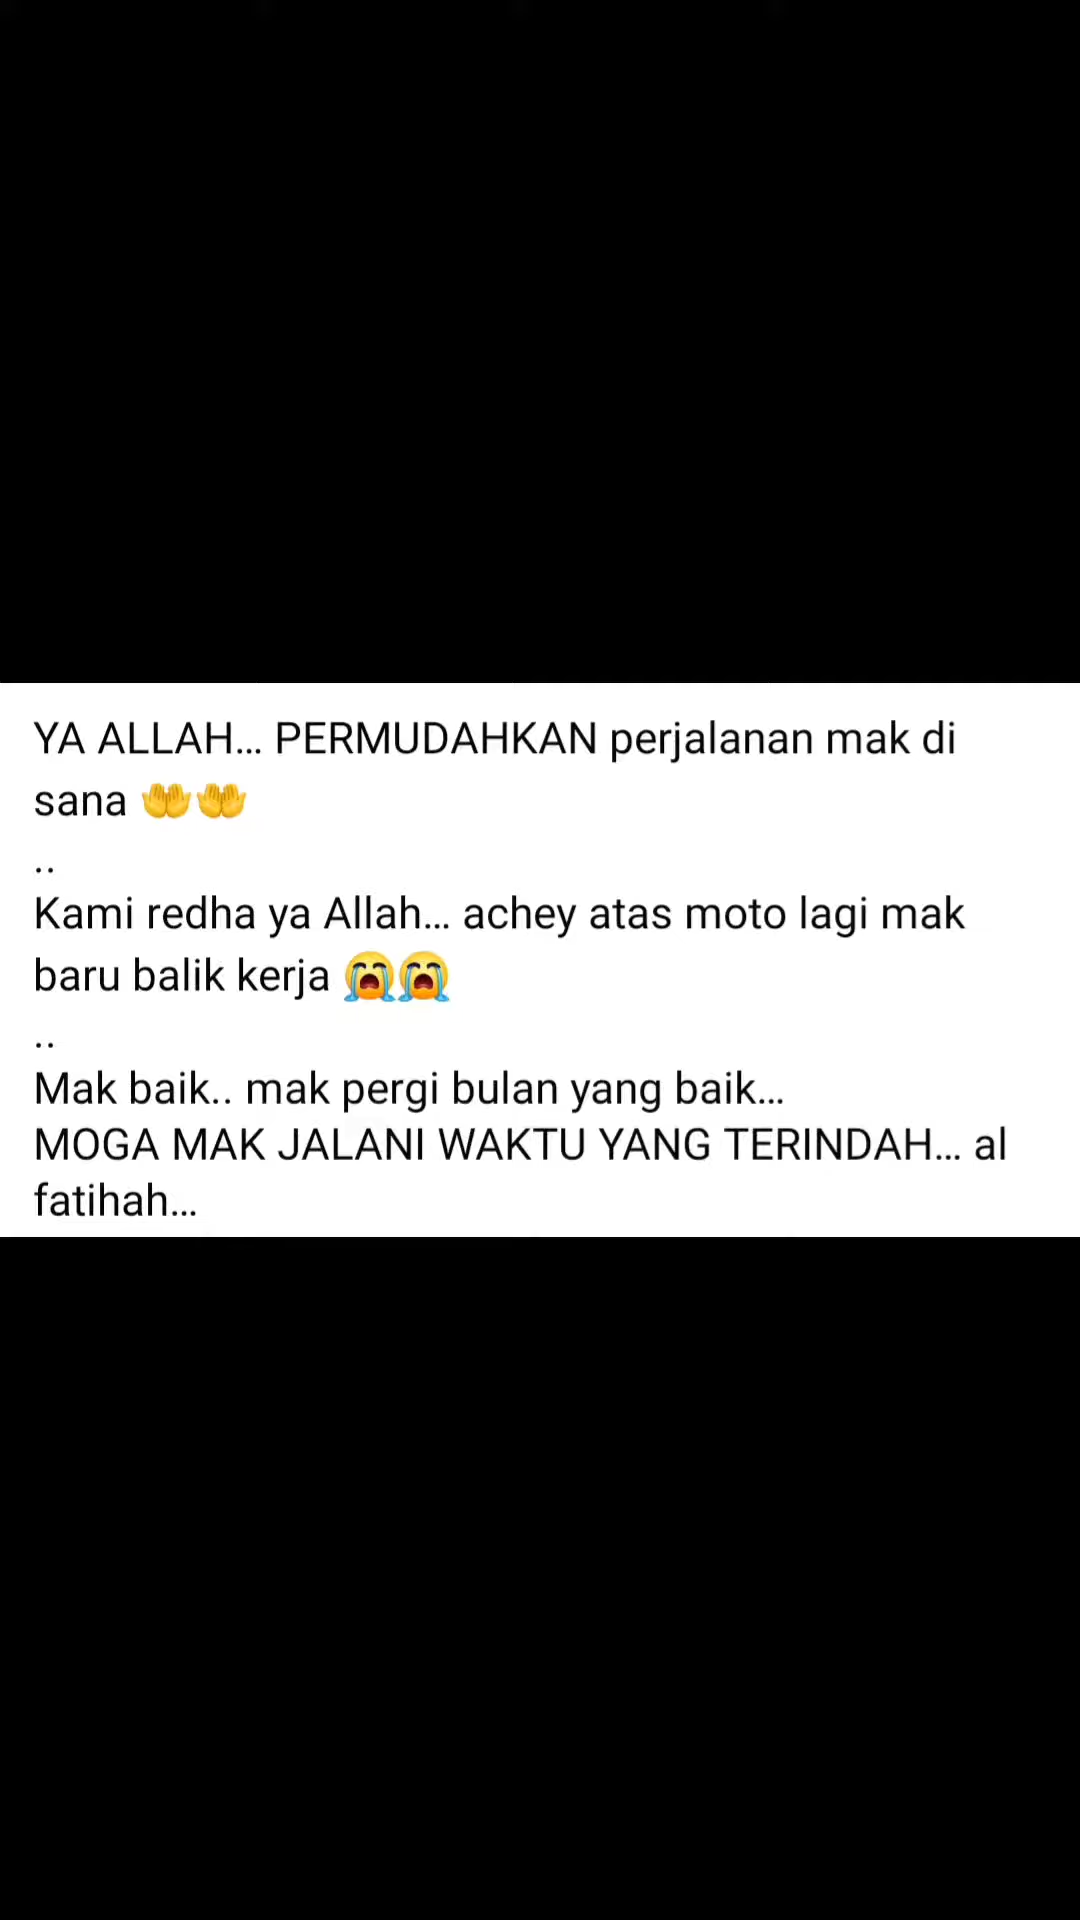 YA ALLAH... PERMUDAHKAN perjalanan mak di
sana 🤲🤲
..
Kami redha ya Allah... achey atas moto lagi mak
baru balik kerja 😭😭
..
Mak baik.. mak pergi bulan yang baik...
MOGA MAK JALANI WAKTU YANG TERINDAH... al
fatihah...